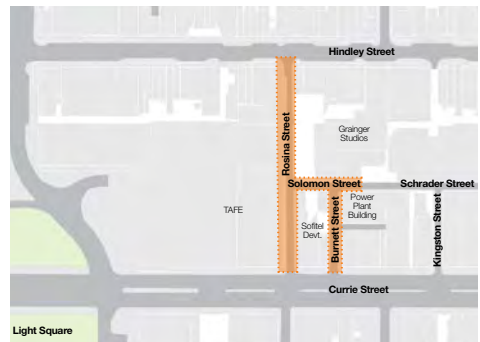 Hindley Street
Rosina Street
Grainger
Studios
Solomon Street
Schrader Street
TAFE
Sofitel
Devt.
Burnett Street
Power
Plant
Building
Kingston Street
Currie Street
Light Square